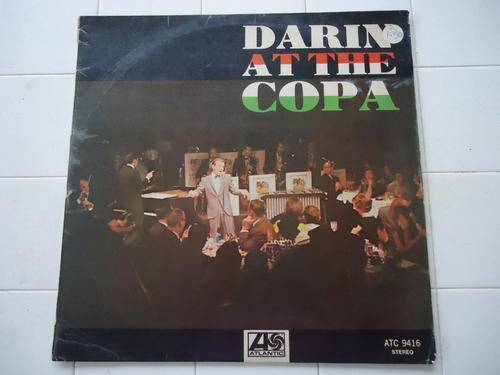 DARIN
AT THE
COPA
ATLANTIC
ATC 9416
STEREO